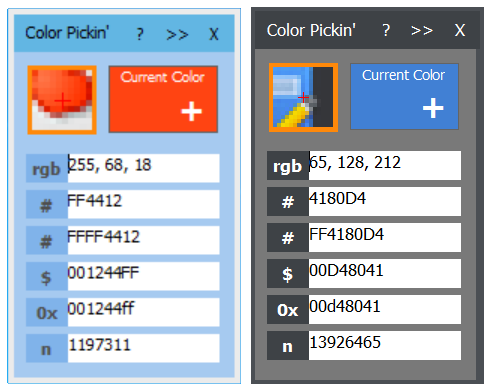 Color Pickin' ? >> X
Current Color
+
rgb 255, 68, 18
# FF4412
# FFFF4412
$ 001244FF
0x 001244ff
n 1197311
Color Pickin' ? >> X
Current Color
+
rgb 65, 128, 212
# 4180D4
# FF4180D4
$ 00D48041
0x 00d48041
n 13926465